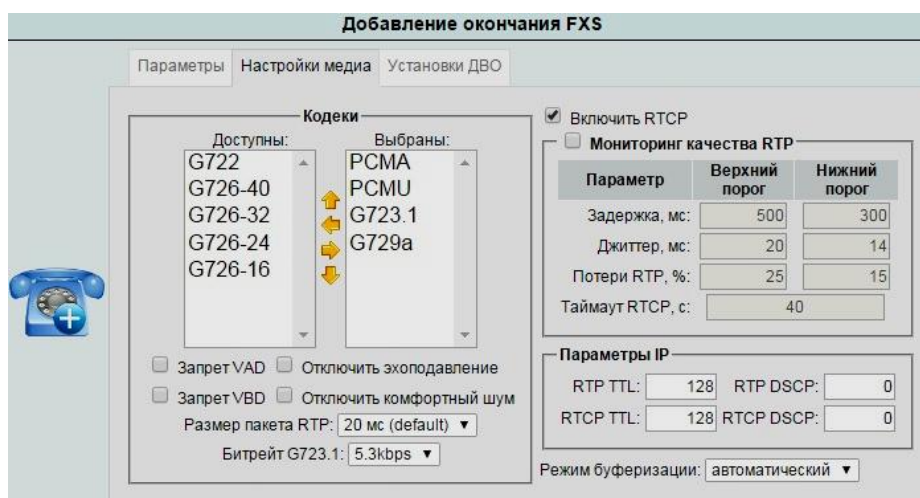 Добавление окончания FXS
Параметры Настройки медиа Установки ДВО
Кодеки
Доступны: Выбраны:
G722
G726-40
G726-32
G726-24
G726-16
PCMA
PCMU
G723.1
G729a
Запрет VAD Отключить эхоподавление
Запрет VBD Отключить комфортный шум
Размер пакета RTP: 20 мс (default)
Битрейт G723.1: 5.3kbps
Включить RTCP
Мониторинг качества RTP
Параметр Верхний порог Нижний порог
Задержка, мс: 500 300
Джиттер, мс: 20 14
Потери RTP, %: 25 15
Таймаут RTCP, с: 40
Параметры IP
RTP TTL: 128 RTP DSCP: 0
RTCP TTL: 128 RTCP DSCP: 0
Режим буферизации: автоматический